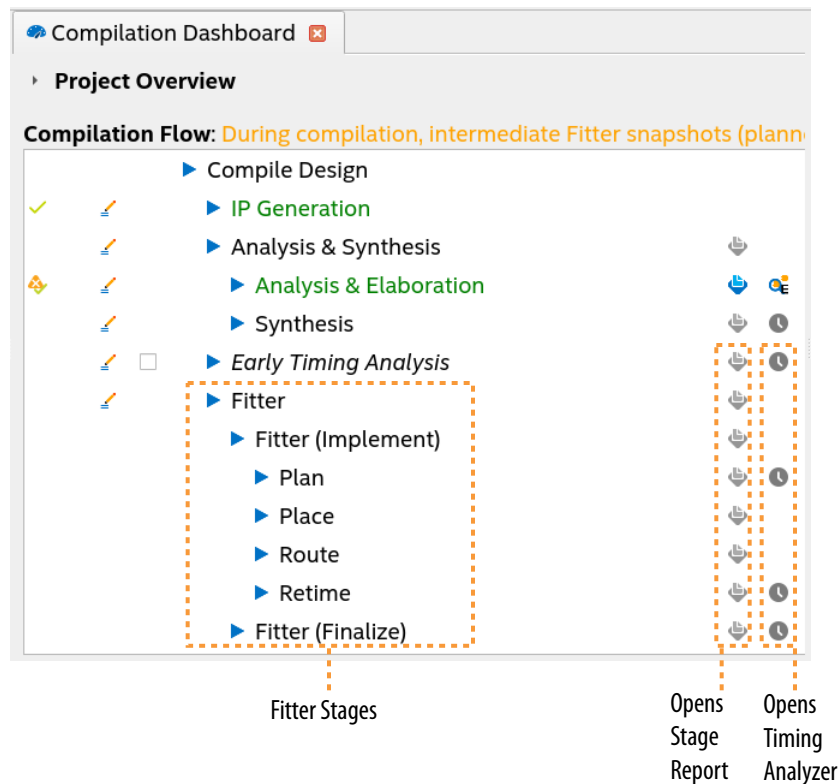 Compilation Dashboard
Project Overview
Compilation Flow: During compilation, intermediate Fitter snapshots
Compile Design
IP Generation
Analysis & Synthesis
Analysis & Elaboration
E
Synthesis
Early Timing Analysis
Fitter
Fitter (Implement)
Plan
Place
Route
Retime
Fitter (Finalize)
Fitter Stages
Opens
Stage
Report
Opens
Timing
Analyzer